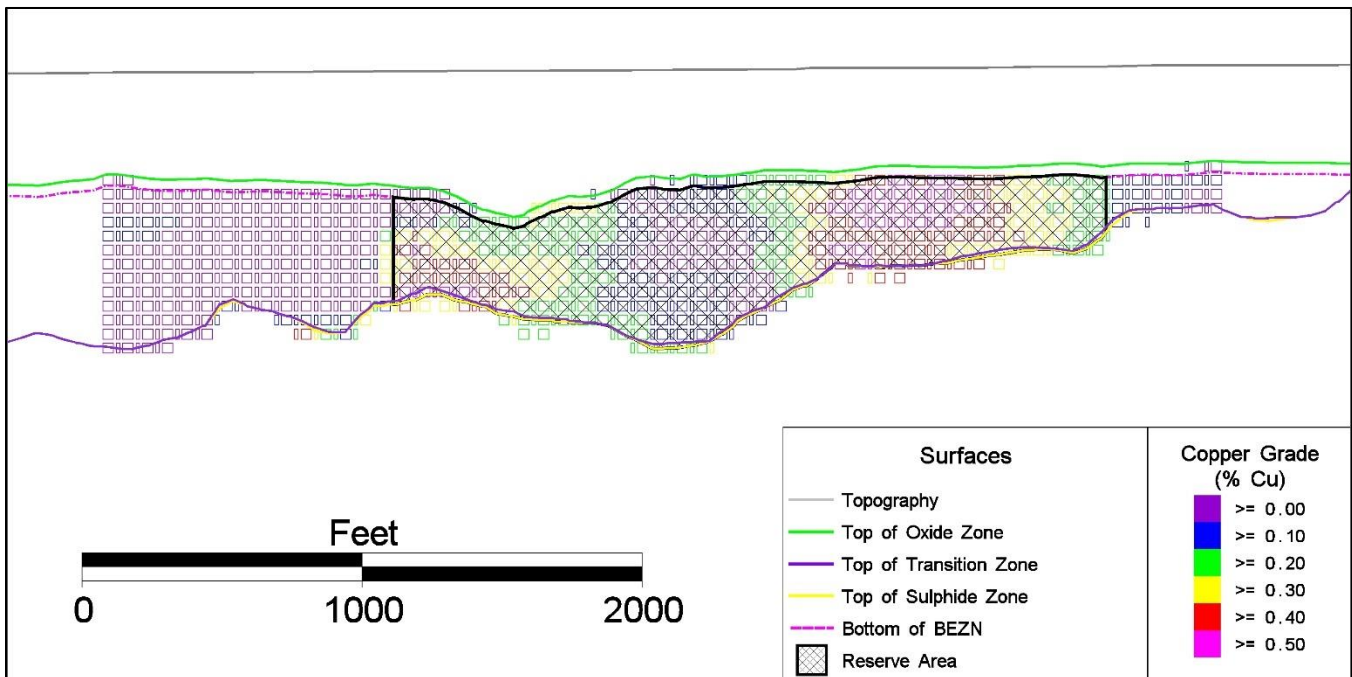 Feet
0 1000 2000
Surfaces
Topography
Top of Oxide Zone
Top of Transition Zone
Top of Sulphide Zone
Bottom of BEZN
Reserve Area
Copper Grade
(% Cu)
>= 0.00
>= 0.10
>= 0.20
>= 0.30
>= 0.40
>= 0.50